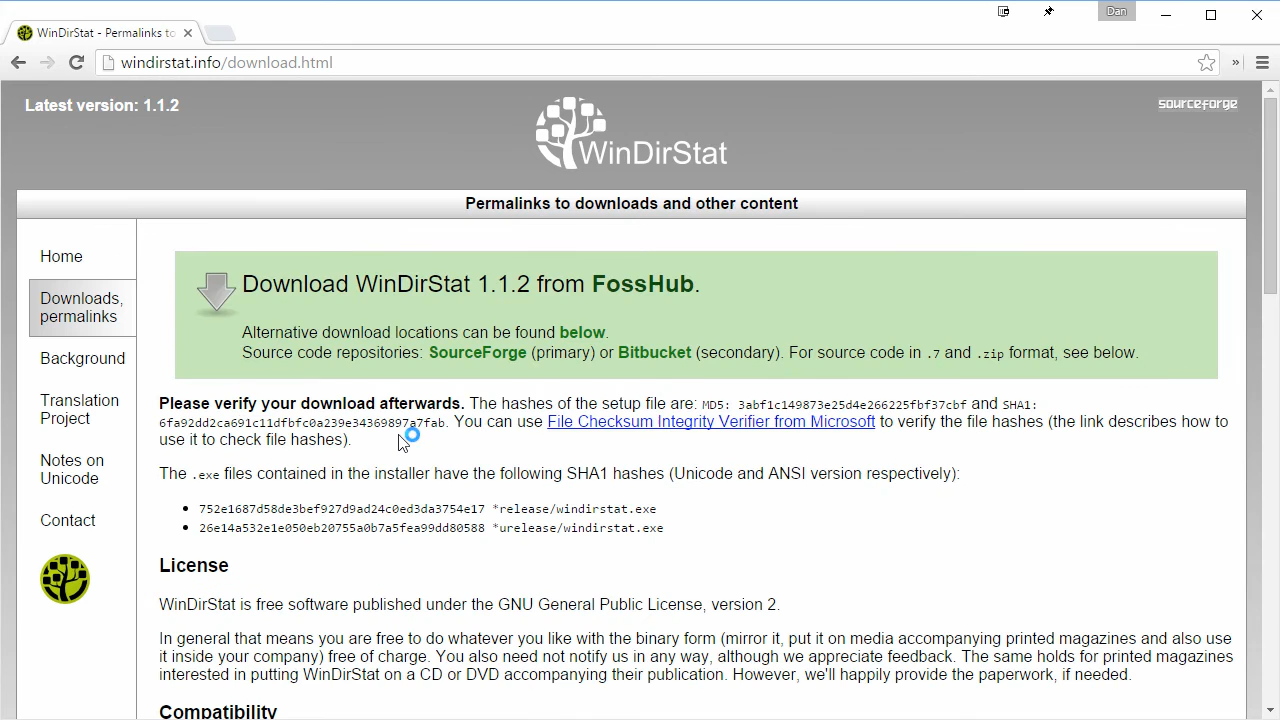 Dan
WinDirStat - Permalinks to
windirstat.info/download.html
Latest version: 1.1.2
WinDirStat
sourceforge
Permalinks to downloads and other content
Home
Downloads,
permalinks
Background
Translation
Project
Notes on
Unicode
Contact
Download WinDirStat 1.1.2 from FossHub.
Alternative download locations can be found below.
Source code repositories: SourceForge (primary) or Bitbucket (secondary). For source code in .7 and .zip format, see below.
Please verify your download afterwards. The hashes of the setup file are: MD5: 3abf1c149873e25d4e266225fbf37cbf and SHA1:
6fa92dd2ca691c11dfbfc0a239e34369897a7fab. You can use File Checksum Integrity Verifier from Microsoft to verify the file hashes (the link describes how to
use it to check file hashes).
The .exe files contained in the installer have the following SHA1 hashes (Unicode and ANSI version respectively):
752e1687d58de3bef927d9ad24c0ed3da3754e17 *release/windirstat.exe
26e14a532e1e050eb20755a0b7a5fea99dd80588 *urelease/windirstat.exe
License
WinDirStat is free software published under the GNU General Public License, version 2.
In general that means you are free to do whatever you like with the binary form (mirror it, put it on media accompanying printed magazines and also use
it inside your company) free of charge. You also need not notify us in any way, although we appreciate feedback. The same holds for printed magazines
interested in putting WinDirStat on a CD or DVD accompanying their publication. However, we'll happily provide the paperwork, if needed.
Compatibility